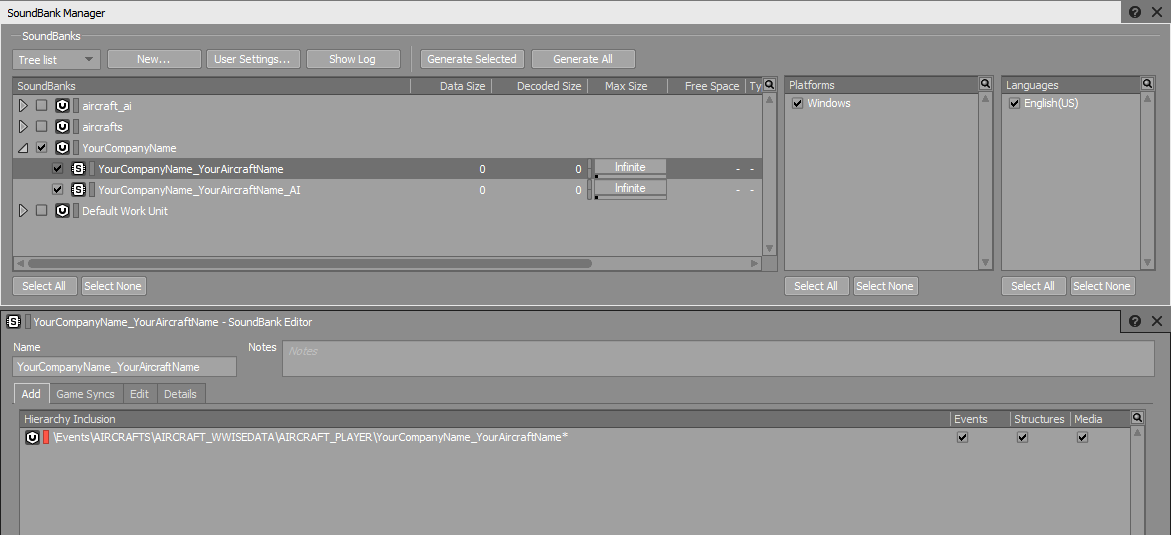 SoundBank Manager
SoundBanks
Tree list New... User Settings... Show Log Generate Selected Generate All
SoundBanks Data Size Decoded Size Max Size Free Space Ty Platforms Languages
aircraft_ai Windows English(US)
aircrafts
YourCompanyName
YourCompanyName_YourAircraftName 0 0 Infinite - -
YourCompanyName_YourAircraftName_AI 0 0 Infinite - -
Default Work Unit
Select All Select None Select All Select None Select All Select None
YourCompanyName_YourAircraftName - SoundBank Editor
Name Notes Notes
YourCompanyName_YourAircraftName
Add Game Syncs Edit Details
Hierarchy Inclusion Events Structures Media
\Events\AIRCRAFTS\AIRCRAFT_WWISEDATA\AIRCRAFT_PLAYER\YourCompanyName_YourAircraftName*